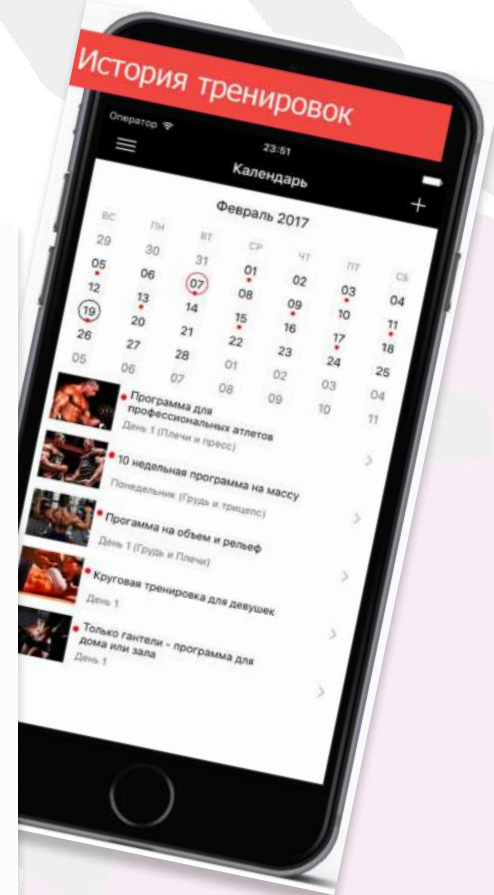 История тренировок
Оператор 23:51
Календарь +
Февраль 2017
ВС ПН ВТ СР ЧТ ПТ СБ
29 30 31 01 02 03 04
05 06 07 08 09 10 11
12 13 14 15 16 17 18
19 20 21 22 23 24 25
26 27 28 01 02 03 04
05 06 07 08 09 10 11
Программа для
профессиональных атлетов
День 1 (Плечи и пресс)
10 недельная программа на массу
Понедельник (Грудь и трицепс)
Прогамма на объем и рельеф
День 1 (Грудь и Плечи)
Круговая тренировка для девушек
День 1
Только гантели - программа для
дома или зала
День 1